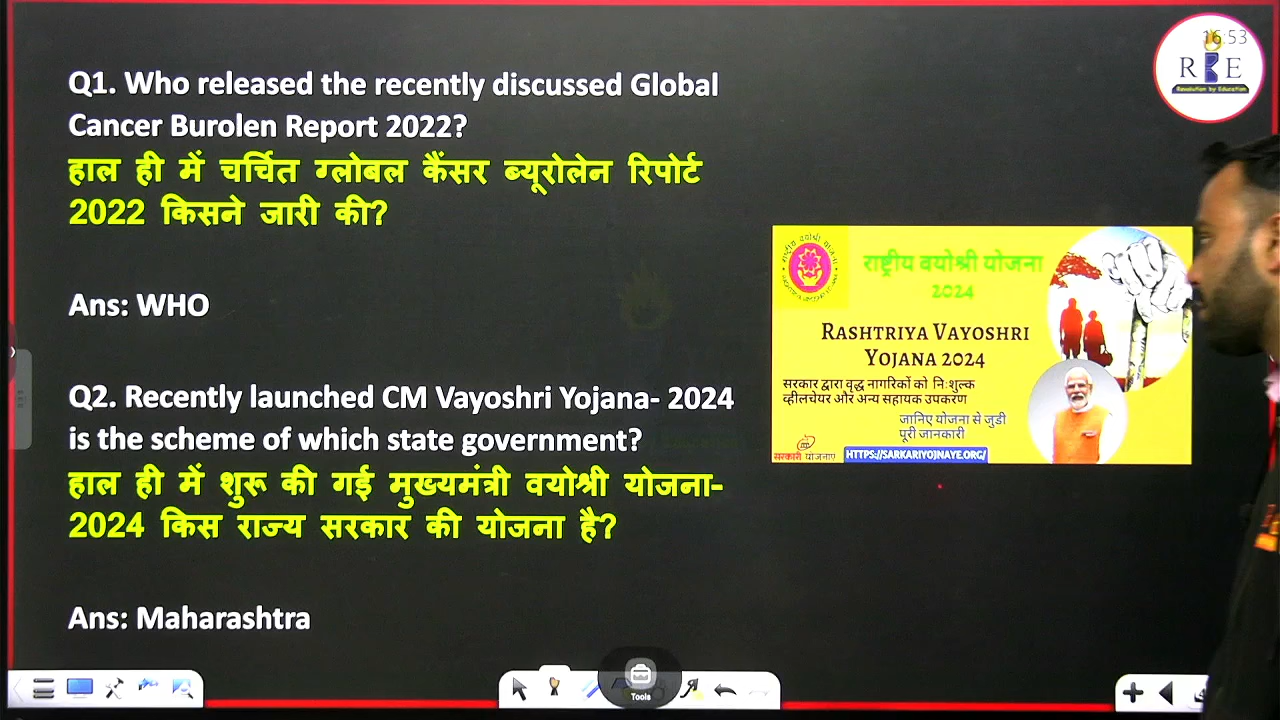 16:53
R E
Revolution by Education
Q1. Who released the recently discussed Global
Cancer Burolen Report 2022?
हाल ही में चर्चित ग्लोबल कैंसर ब्यूरोलेन रिपोर्ट
2022 किसने जारी की?
Ans: WHO
Q2. Recently launched CM Vayoshri Yojana- 2024
is the scheme of which state government?
हाल ही में शुरू की गई मुख्यमंत्री वयोश्री योजना-
2024 किस राज्य सरकार की योजना है?
Ans: Maharashtra
राष्ट्रीय वयोश्री योजना
2024
RASHTRIYA VAYOSHRI
YOJANA 2024
सरकार द्वारा वृद्ध नागरिकों को निःशुल्क
व्हीलचेयर और अन्य सहायक उपकरण
जानिए योजना से जुडी
पूरी जानकारी
सरकारी योजनाए
HTTPS://SARKARIYOJNAYE.ORG/
Tools